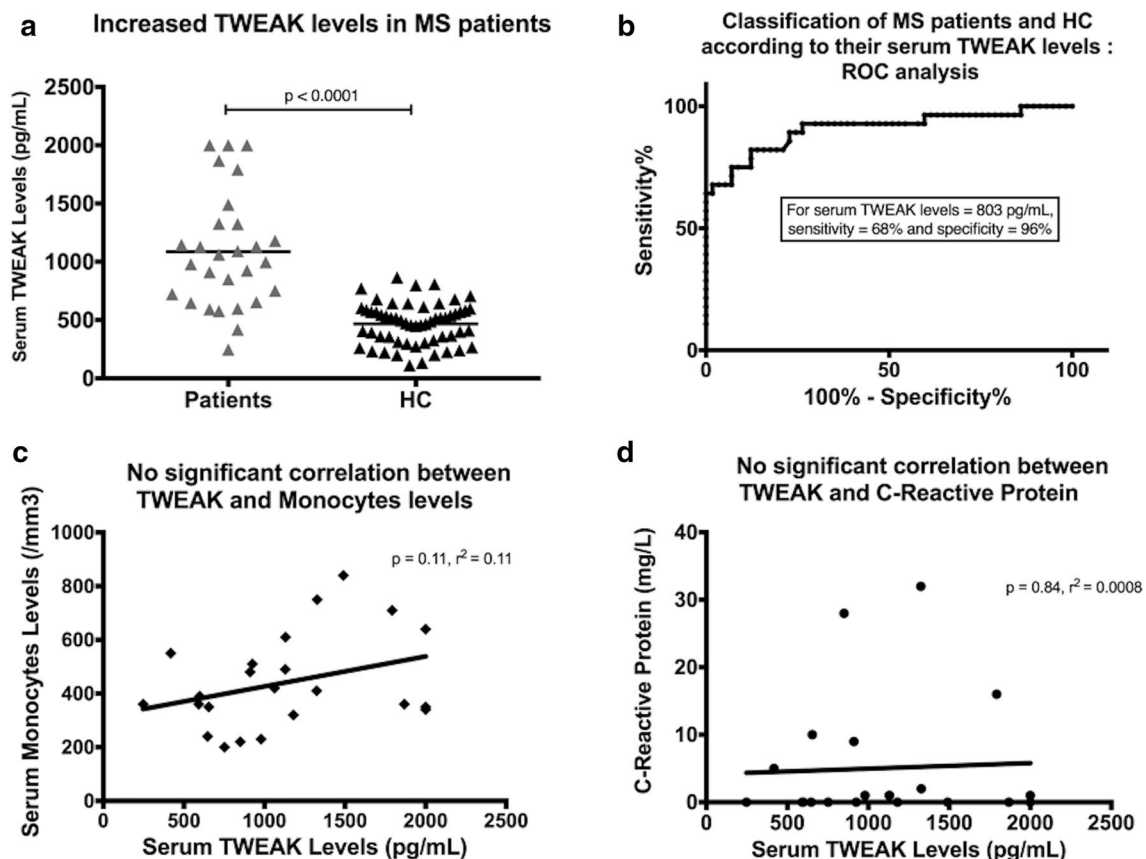 a
Increased TWEAK levels in MS patients
Serum TWEAK Levels (pg/mL)
2500
2000
1500
1000
500
0
p < 0.0001
Patients HC
b
Classification of MS patients and HC
according to their serum TWEAK levels :
ROC analysis
Sensitivity%
100
50
0
For serum TWEAK levels = 803 pg/mL,
sensitivity = 68% and specificity = 96%
0 50 100
100% - Specificity%
c
No significant correlation between
TWEAK and Monocytes levels
Serum Monocytes Levels (/mm3)
1000
800
600
400
200
0
p = 0.11, r² = 0.11
500 1000 1500 2000 2500
Serum TWEAK Levels (pg/mL)
d
No significant correlation between
TWEAK and C-Reactive Protein
C-Reactive Protein (mg/L)
40
30
20
10
0
p = 0.84, r² = 0.0008
0 500 1000 1500 2000 2500
Serum TWEAK Levels (pg/mL)